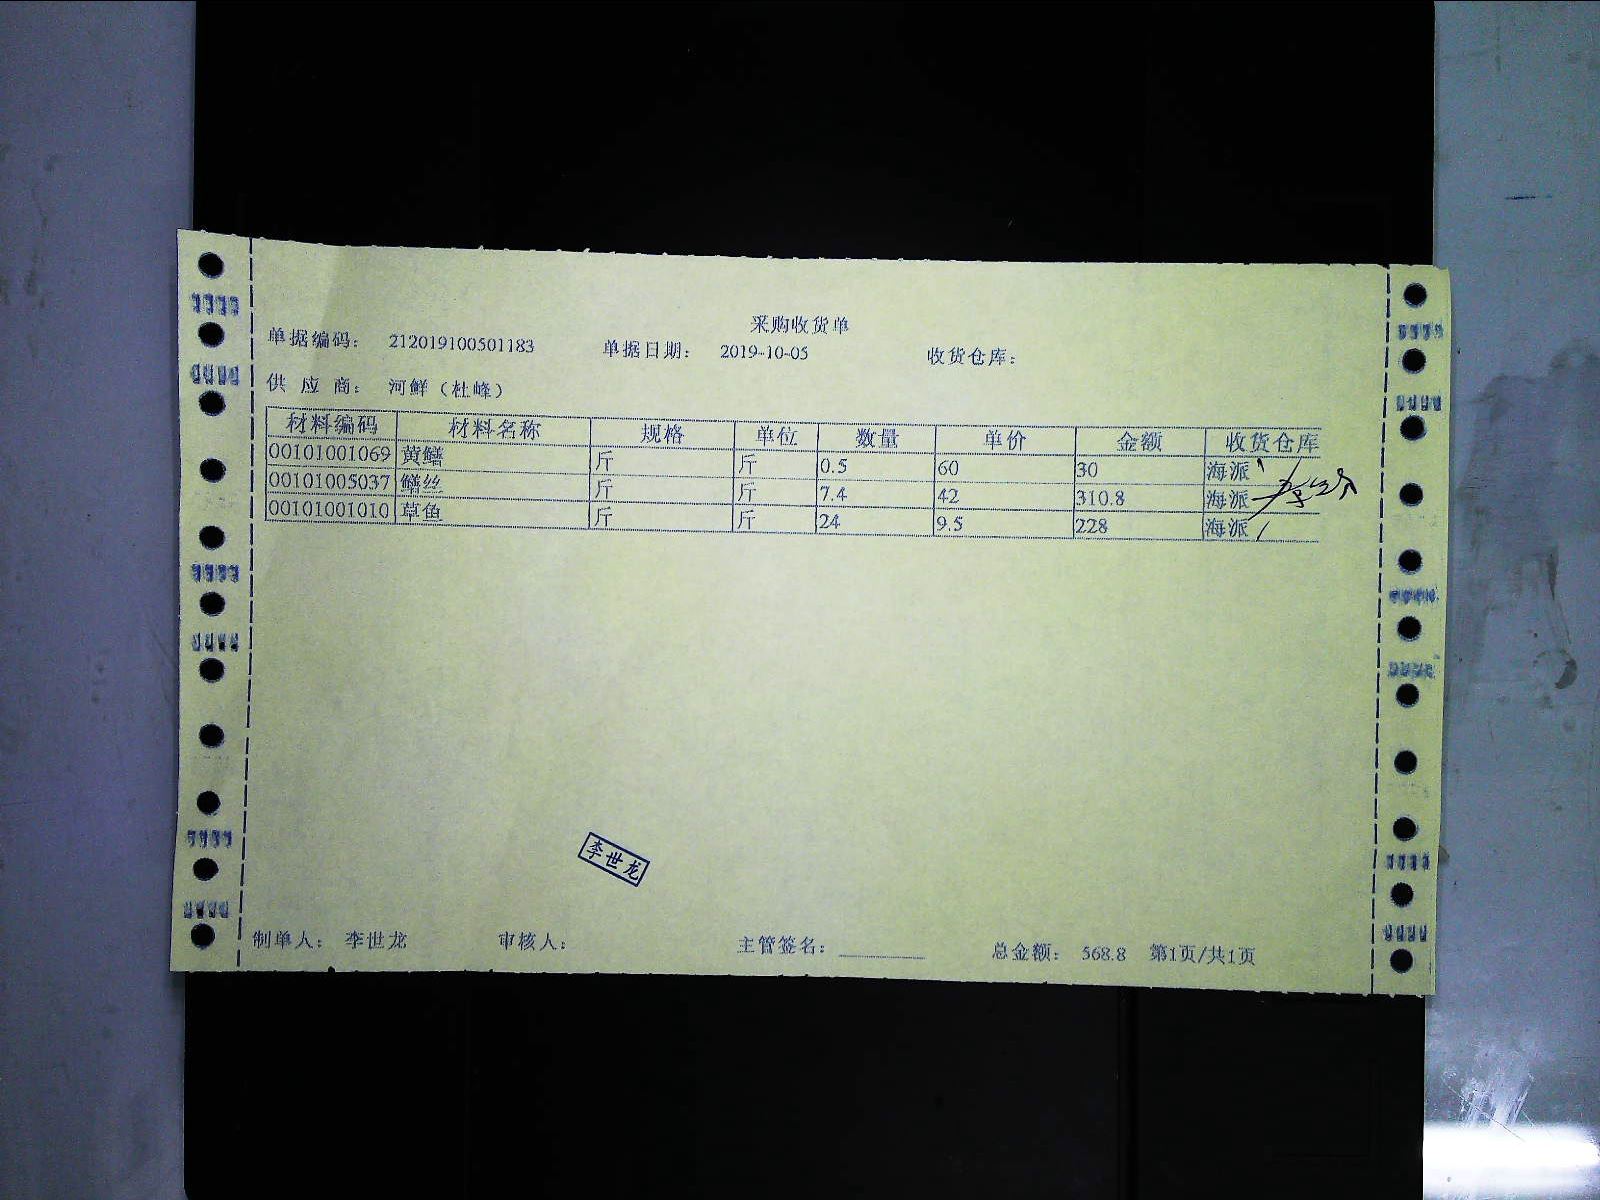 采购收货单
单据编码： 212019100501183 单据日期： 2019-10-05 收货仓库：
供 应 商： 河鲜（杜峰）
材料编码 材料名称 规格 单位 数量 单价 金额 收货仓库
00101001069 黄鳝 斤 斤 0.5 60 30 海派
00101005037 鳝丝 斤 斤 7.4 42 310.8 海派
00101001010 草鱼 斤 斤 24 9.5 228 海派
李世龙
制单人： 李世龙 审核人： 主管签名： 总金额： 568.8 第1页/共1页